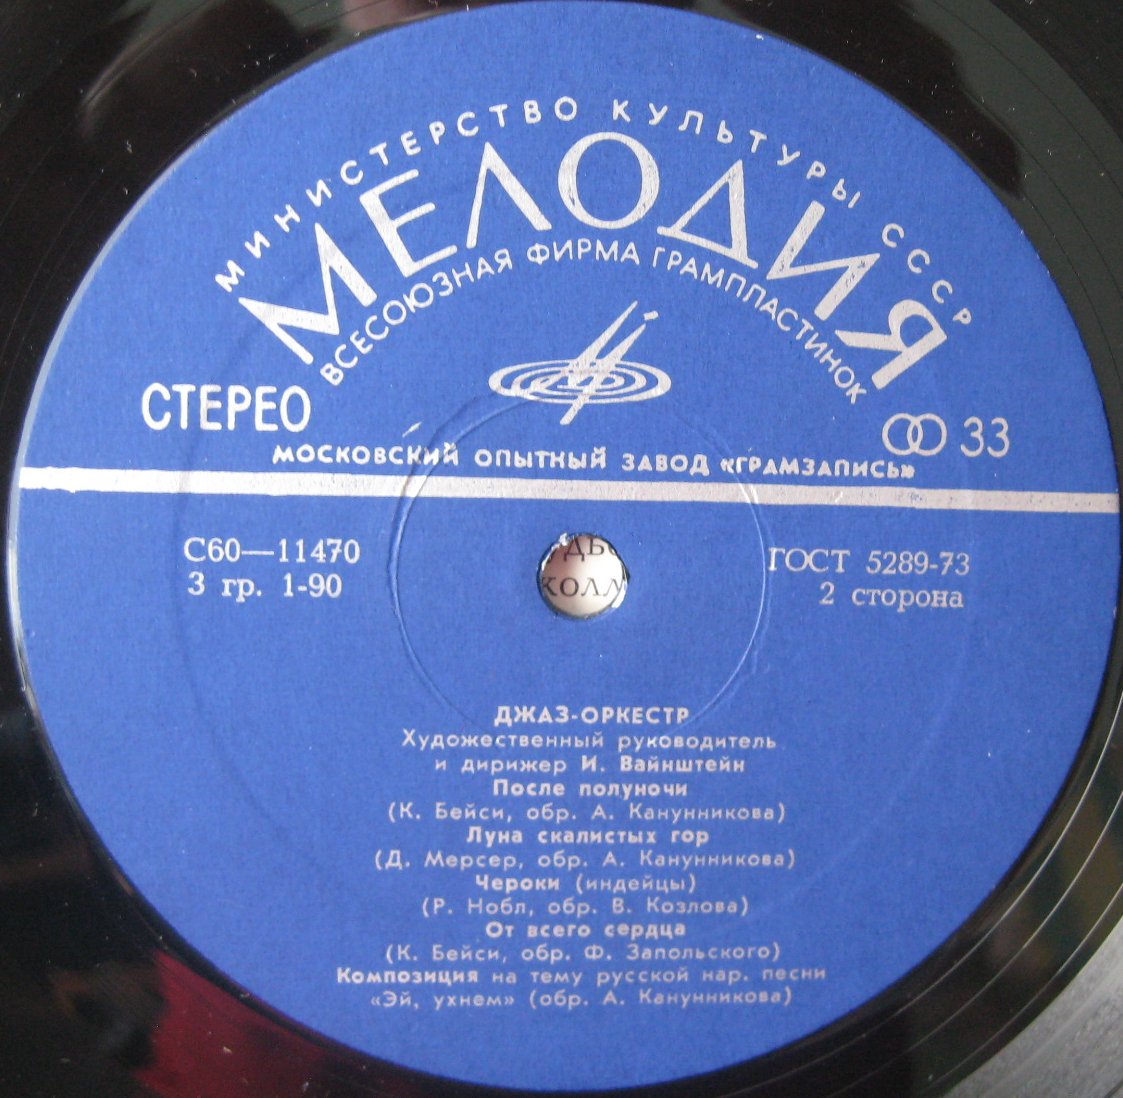 МИНИСТЕРСТВО КУЛЬТУРЫ СССР
МЕЛОДИЯ
ВСЕСОЮЗНАЯ ФИРМА ГРАМПЛАСТИНОК
СТЕРЕО
33
МОСКОВСКИЙ ОПЫТНЫЙ ЗАВОД «ГРАМЗАПИСЬ»
С60—11470
ГОСТ 5289-73
3 гр. 1-90
2 сторона
ДЖАЗ-ОРКЕСТР
Художественный руководитель
и дирижер И. Вайнштейн
После полуночи
(К. Бейси, обр. А. Канунникова)
Луна скалистых гор
(Д. Мерсер, обр. А. Канунникова)
Чероки (индейцы)
(Р. Нобл, обр. В. Козлова)
От всего сердца
(К. Бейси, обр. Ф. Запольского)
Композиция на тему русской нар. песни
«Эй, ухнем» (обр. А. Канунникова)